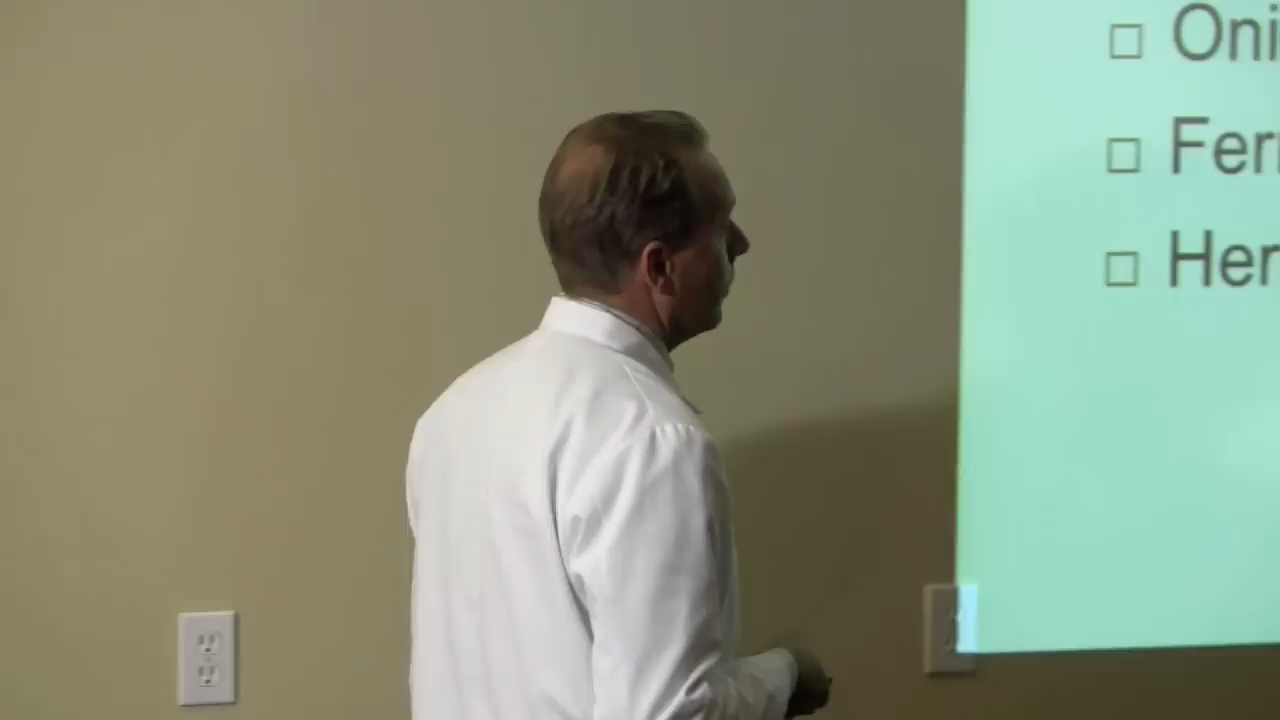 □ Oni
□ Fer
□ Her